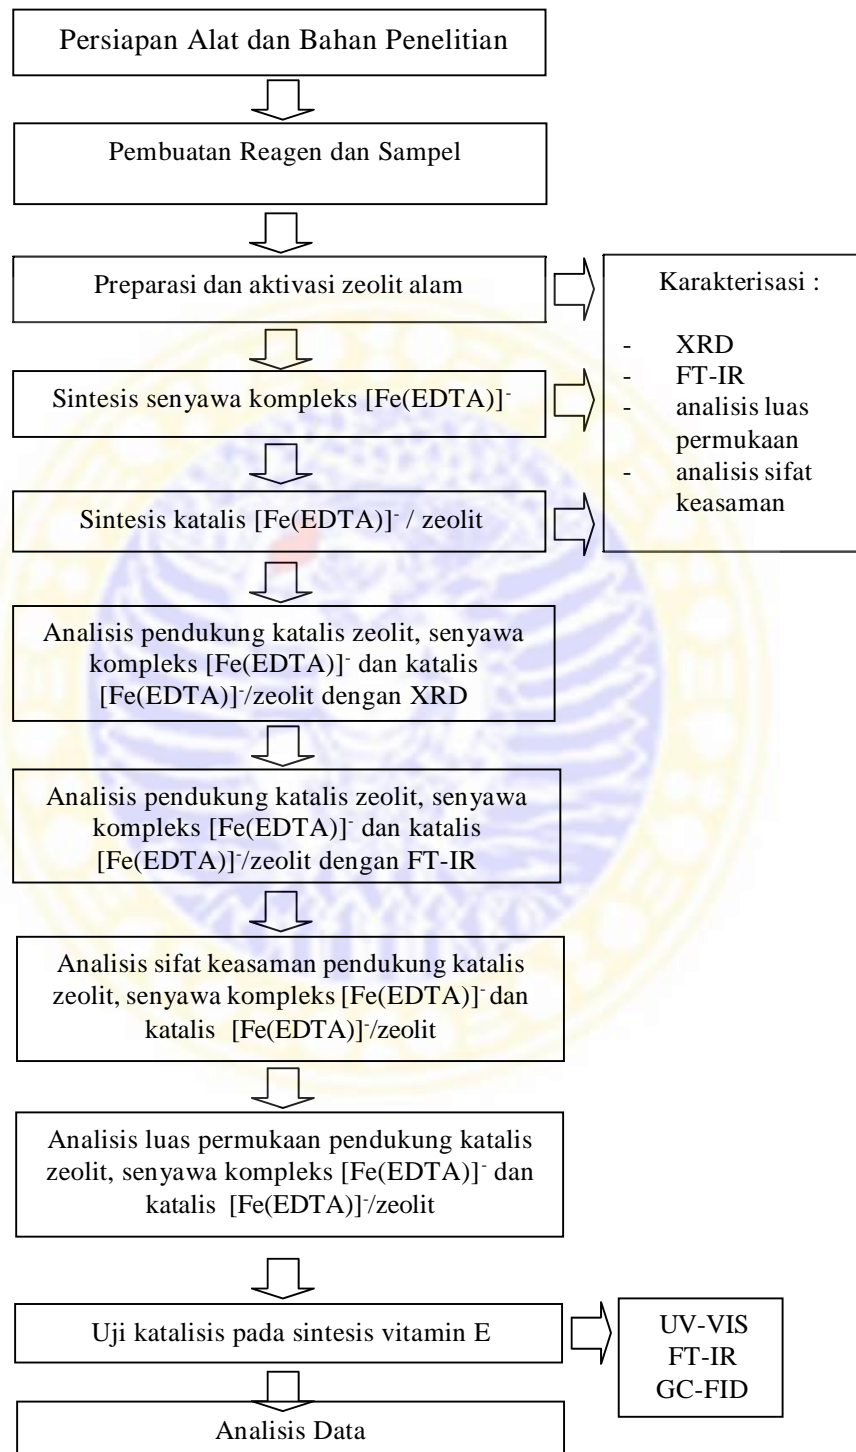 Persiapan Alat dan Bahan Penelitian
Pembuatan Reagen dan Sampel
Preparasi dan aktivasi zeolit alam
Karakterisasi :
- XRD
- FT-IR
- analisis luas
permukaan
- analisis sifat
keasaman
Sintesis senyawa kompleks [Fe(EDTA)]⁻
Sintesis katalis [Fe(EDTA)]⁻ / zeolit
Analisis pendukung katalis zeolit, senyawa
kompleks [Fe(EDTA)]⁻ dan katalis
[Fe(EDTA)]⁻/zeolit dengan XRD
Analisis pendukung katalis zeolit, senyawa
kompleks [Fe(EDTA)]⁻ dan katalis
[Fe(EDTA)]⁻/zeolit dengan FT-IR
Analisis sifat keasaman pendukung katalis
zeolit, senyawa kompleks [Fe(EDTA)]⁻ dan
katalis [Fe(EDTA)]⁻/zeolit
Analisis luas permukaan pendukung katalis
zeolit, senyawa kompleks [Fe(EDTA)]⁻ dan
katalis [Fe(EDTA)]⁻/zeolit
Uji katalisis pada sintesis vitamin E
UV-VIS
FT-IR
GC-FID
Analisis Data